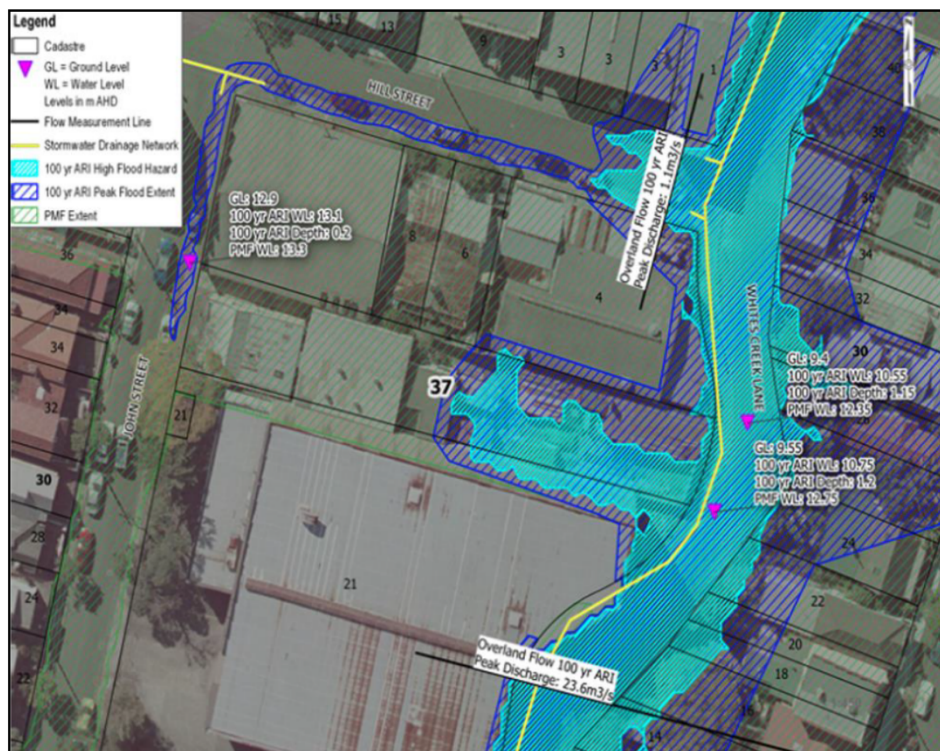 Legend
Cadastre
GL = Ground Level
WL = Water Level
Levels in m AHD
Flow Measurement Line
Stormwater Drainage Network
100 yr ARI High Flood Hazard
100 yr ARI Peak Flood Extent
PMF Extent
15
13
9
3
3
3
1
40
38
36
34
32
30
28
24
22
20
18
16
14
HILL STREET
Overland Flow 100 yr ARI
Peak Discharge: 1.1m3/s
GL: 12.9
100 yr ARI WL: 13.1
100 yr ARI Depth: 0.2
PMF WL: 13.3
8
6
4
36
34
32
30
28
24
22
JOHN STREET
21
37
WHITES CREEK LANE
GL: 9.4
100 yr ARI WL: 10.55
100 yr ARI Depth: 1.15
PMF WL: 12.35
GL: 9.55
100 yr ARI WL: 10.75
100 yr ARI Depth: 1.2
PMF WL: 12.75
21
Overland Flow 100 yr ARI
Peak Discharge: 23.6m3/s